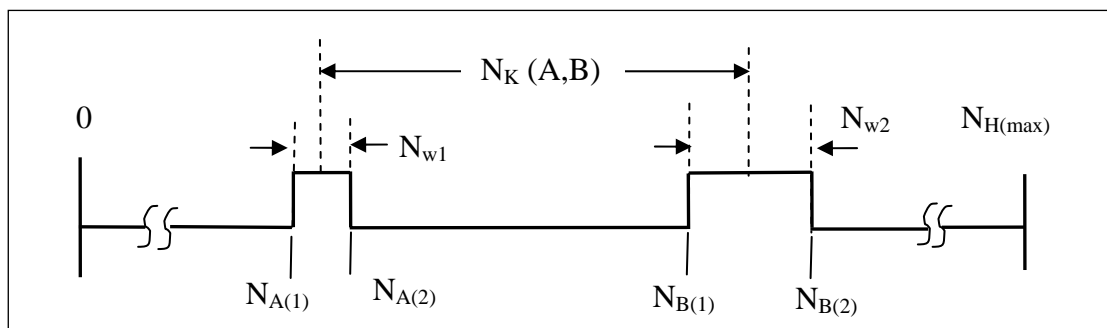 N_K (A,B)
0
N_w1
N_w2
N_H(max)
N_A(1)
N_A(2)
N_B(1)
N_B(2)